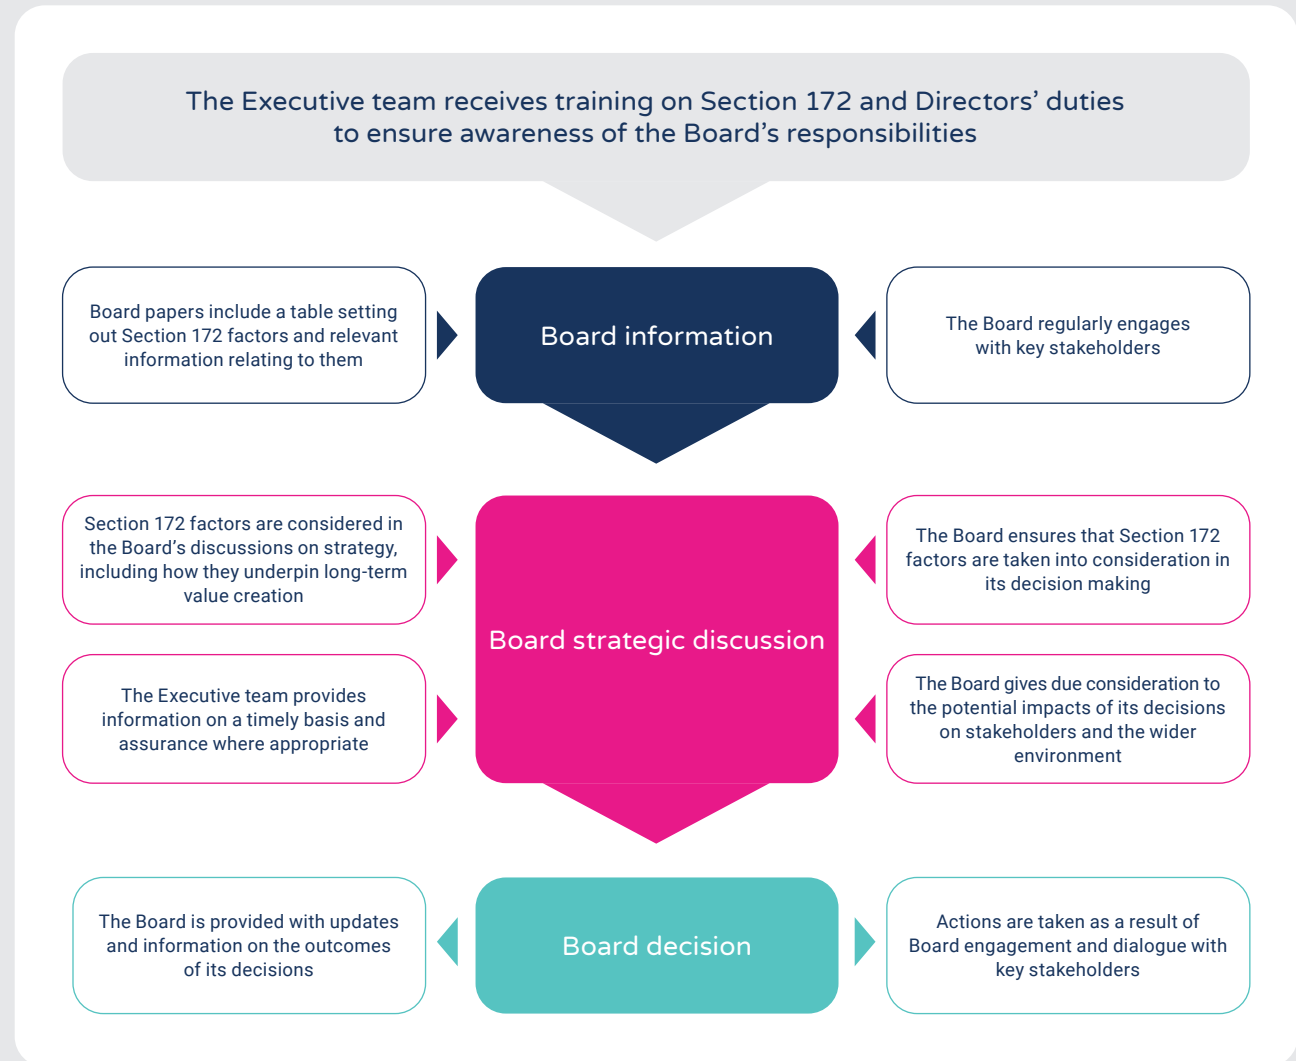 The Executive team receives training on Section 172 and Directors’ duties
to ensure awareness of the Board’s responsibilities
Board papers include a table setting
out Section 172 factors and relevant
information relating to them
Board information
The Board regularly engages
with key stakeholders
Section 172 factors are considered in
the Board’s discussions on strategy,
including how they underpin long-term
value creation
The Executive team provides
information on a timely basis and
assurance where appropriate
Board strategic discussion
The Board ensures that Section 172
factors are taken into consideration in
its decision making
The Board gives due consideration to
the potential impacts of its decisions
on stakeholders and the wider
environment
The Board is provided with updates
and information on the outcomes
of its decisions
Board decision
Actions are taken as a result of
Board engagement and dialogue with
key stakeholders